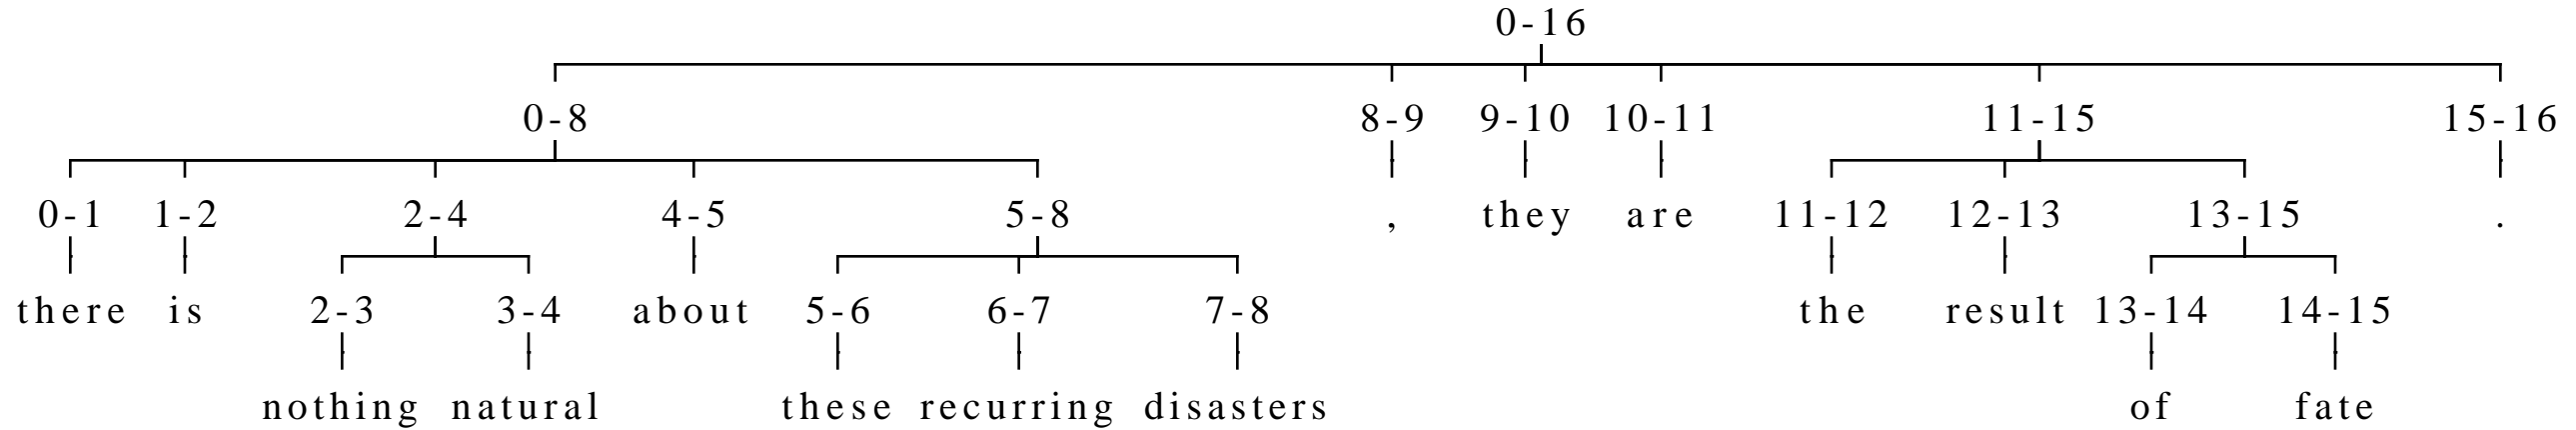 0-16
0-8 8-9 9-10 10-11 11-15 15-16
0-1 1-2 2-4 4-5 5-8 , they are 11-12 12-13 13-15 .
there is 2-3 3-4 about 5-6 6-7 7-8 the result 13-14 14-15
nothing natural these recurring disasters of fate